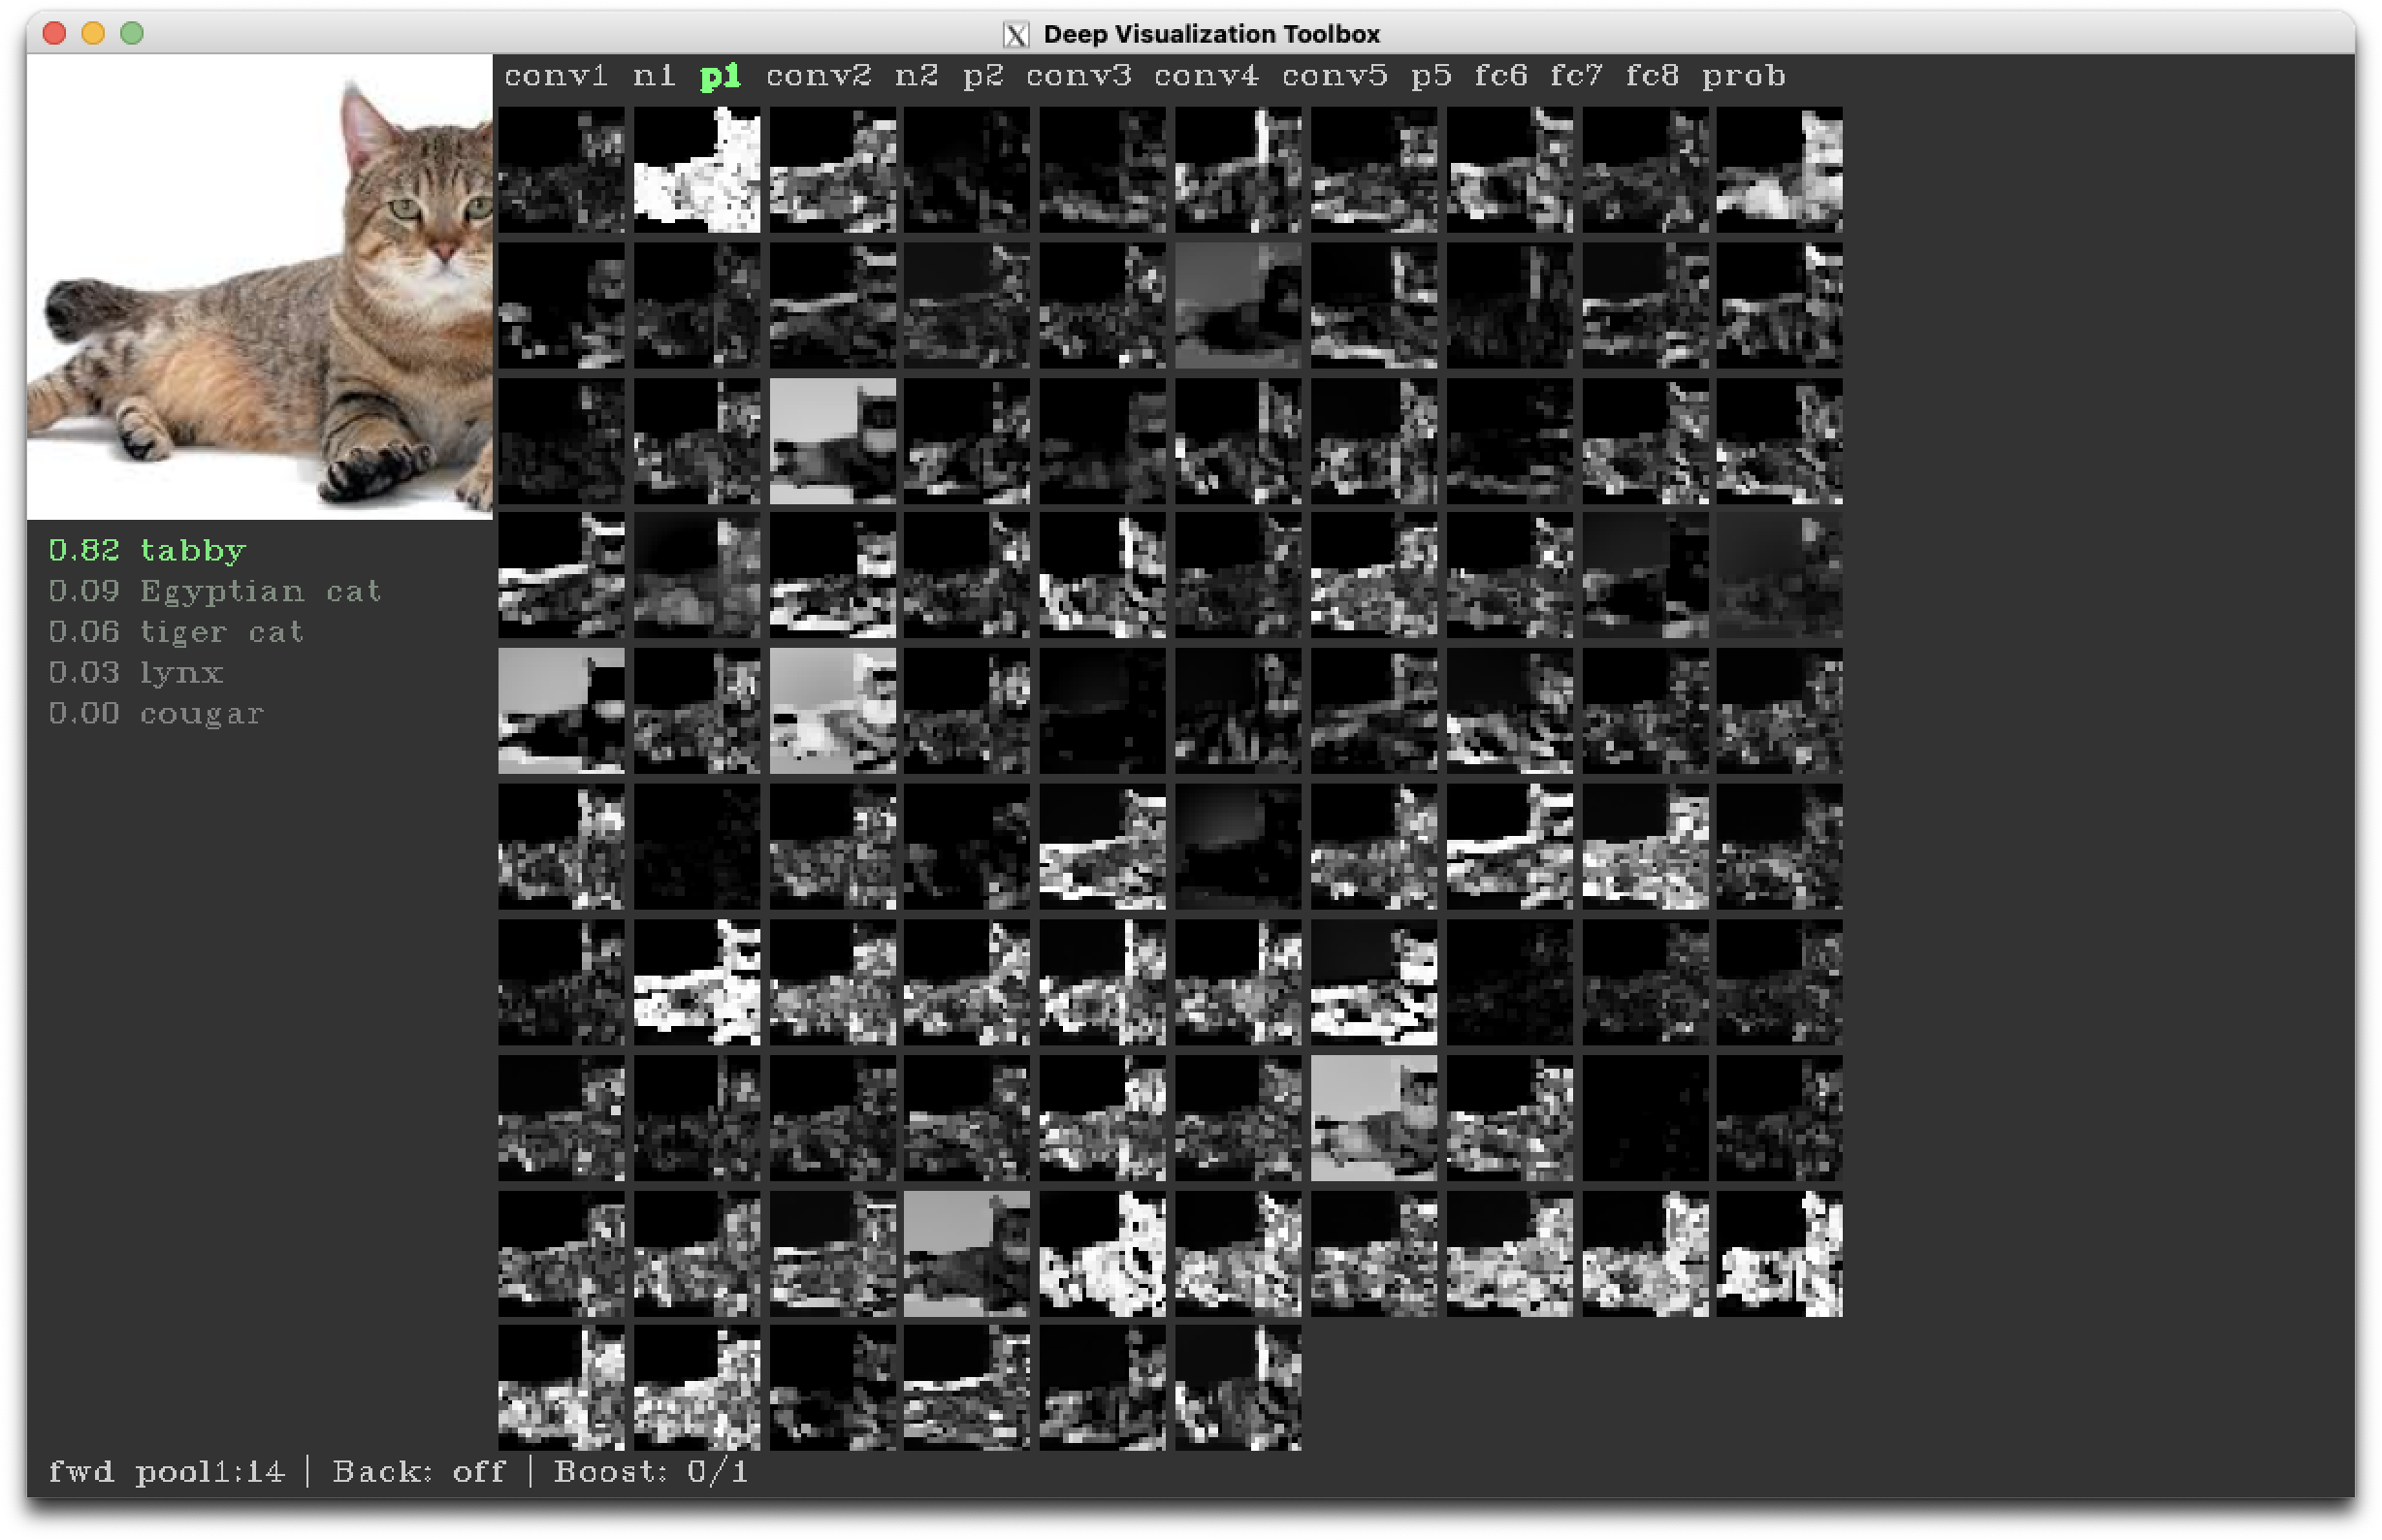 Deep Visualization Toolbox
conv1 n1 p1 conv2 n2 p2 conv3 conv4 conv5 p5 fc6 fc7 fc8 prob
0.82 tabby
0.09 Egyptian cat
0.06 tiger cat
0.03 lynx
0.00 cougar
fwd pool1:14 | Back: off | Boost: 0/1